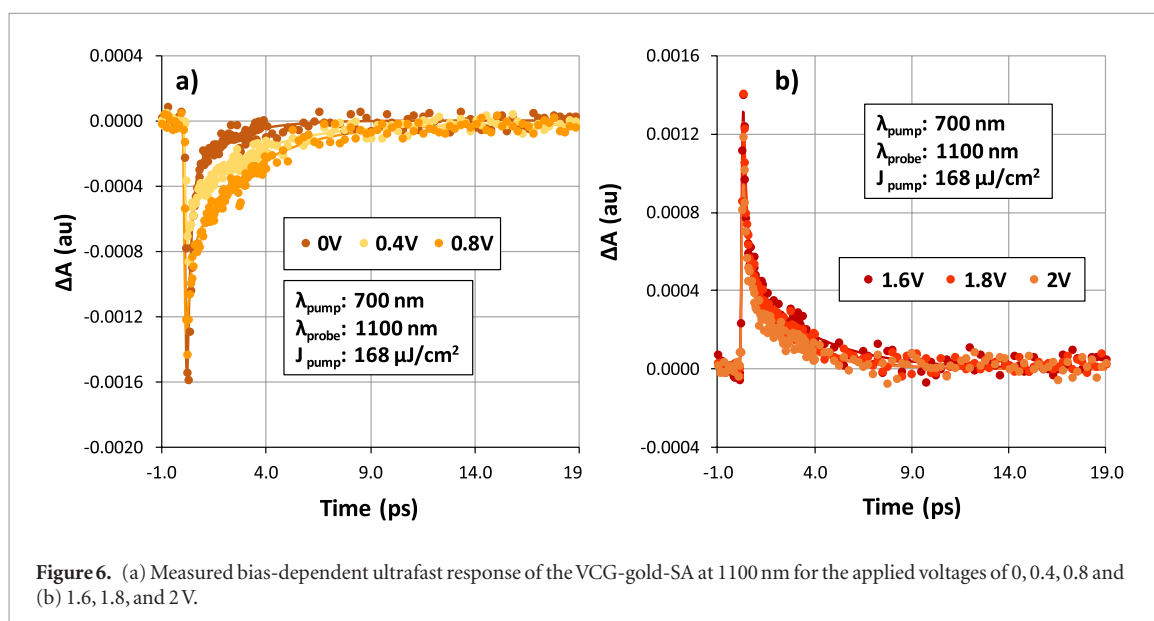 a)
0.0004
0.0000
-0.0004
-0.0008
-0.0012
-0.0016
-0.0020
ΔA (au)
0V 0.4V 0.8V
λpump: 700 nm
λprobe: 1100 nm
J pump: 168 μJ/cm²
-1.0 4.0 9.0 14.0 19
Time (ps)
b)
0.0016
0.0012
0.0008
0.0004
0.0000
-0.0004
ΔA (au)
λpump: 700 nm
λprobe: 1100 nm
J pump: 168 μJ/cm²
1.6V 1.8V 2V
-1.0 4.0 9.0 14.0 19.0
Time (ps)
Figure 6. (a) Measured bias-dependent ultrafast response of the VCG-gold-SA at 1100 nm for the applied voltages of 0, 0.4, 0.8 and
(b) 1.6, 1.8, and 2 V.